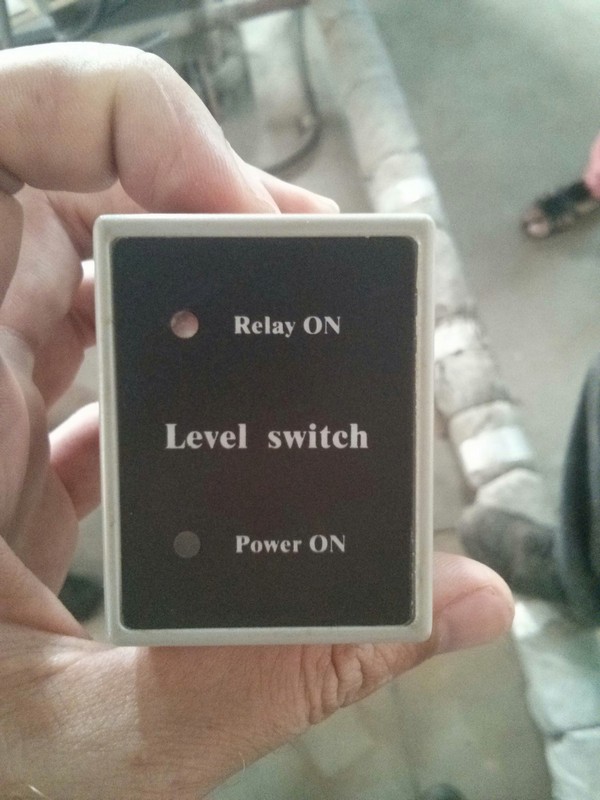 Relay ON
Level switch
Power ON